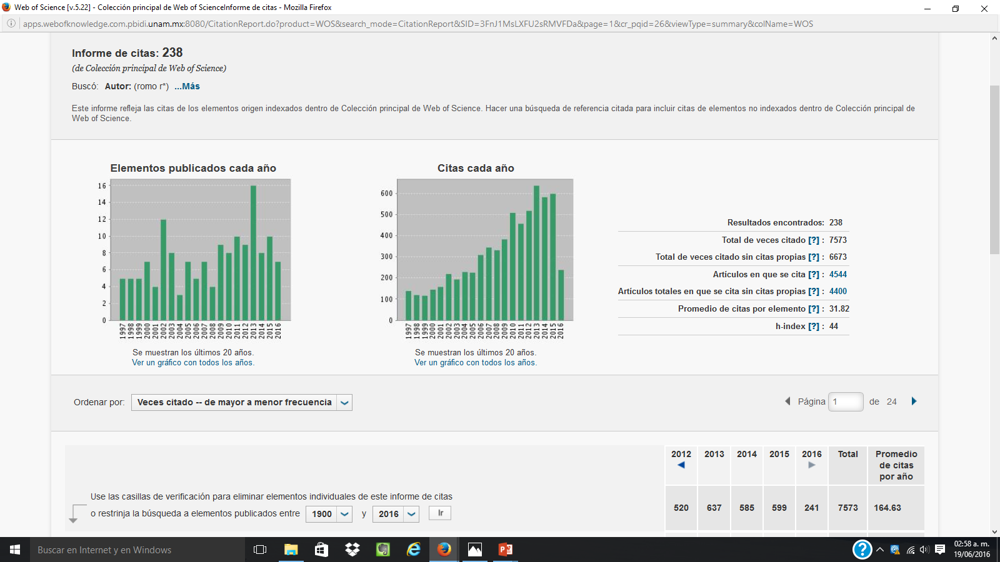 Web of Science [v.5.22] - Colección principal de Web of ScienceInforme de citas - Mozilla Firefox
apps.webofknowledge.com.pbidi.unam.mx:8080/CitationReport.do?product=WOS&search_mode=CitationReport&SID=3FnJ1MsLXFU2sRMVFDa&page=1&cr_pqid=26&viewType=summary&colName=WOS
Informe de citas: 238
(de Colección principal de Web of Science)
Buscó: Autor: (romo r*) ...Más
Este informe refleja las citas de los elementos origen indexados dentro de Colección principal de Web of Science. Hacer una búsqueda de referencia citada para incluir citas de elementos no indexados dentro de Colección principal de
Web of Science.
Elementos publicados cada año
16
14
12
10
8
6
4
2
0
1997 1998 1999 2000 2001 2002 2003 2004 2005 2006 2007 2008 2009 2010 2011 2012 2013 2014 2015 2016
Se muestran los últimos 20 años.
Ver un gráfico con todos los años.
Citas cada año
600
500
400
300
200
100
0
1997 1998 1999 2000 2001 2002 2003 2004 2005 2006 2007 2008 2009 2010 2011 2012 2013 2014 2015 2016
Se muestran los últimos 20 años.
Ver un gráfico con todos los años.
Resultados encontrados: 238
Total de veces citado [?] : 7573
Total de veces citado sin citas propias [?] : 6673
Artículos en que se cita [?] : 4544
Artículos totales en que se cita sin citas propias [?] : 4400
Promedio de citas por elemento [?] : 31.82
h-index [?] : 44
Ordenar por: Veces citado -- de mayor a menor frecuencia
Página 1 de 24
2012 2013 2014 2015 2016 Total Promedio
de citas
por año
Use las casillas de verificación para eliminar elementos individuales de este informe de citas
o restrinja la búsqueda a elementos publicados entre 1900 y 2016 Ir
520 637 585 599 241 7573 164.63
Buscar en Internet y en Windows
02:58 a. m.
19/06/2016